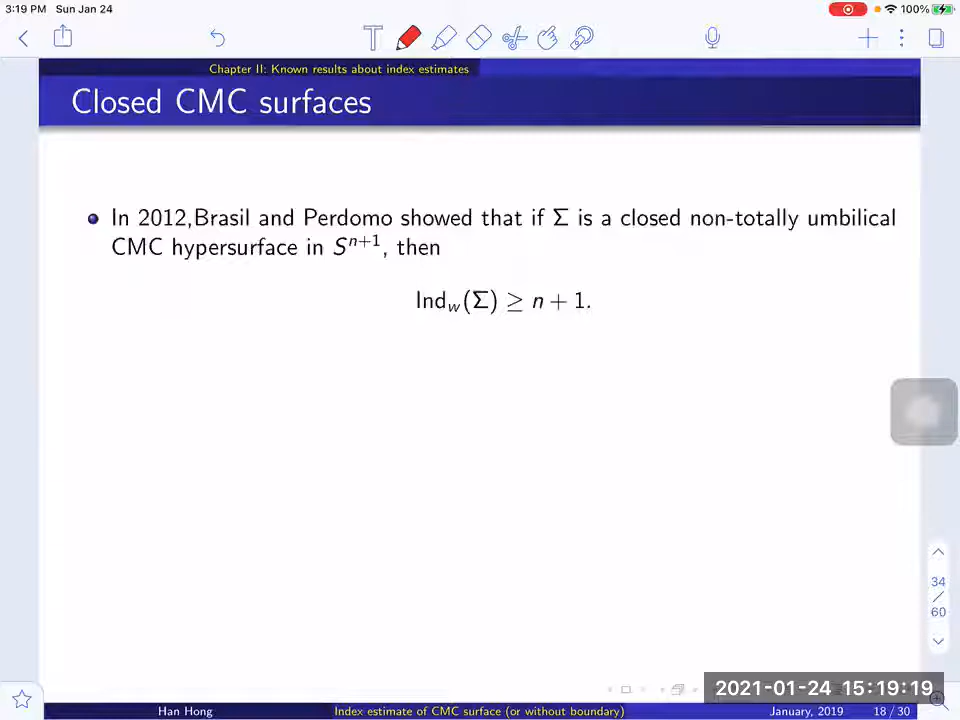 3:19 PM Sun Jan 24
100%
T
Chapter II: Known results about index estimates
Closed CMC surfaces
In 2012,Brasil and Perdomo showed that if Σ is a closed non-totally umbilical
CMC hypersurface in Sⁿ⁺¹, then
Ind_w(Σ) ≥ n + 1.
34
/
60
2021-01-24 15:19:19
Han Hong
Index estimate of CMC surface (or without boundary)
January, 2019
18 / 30